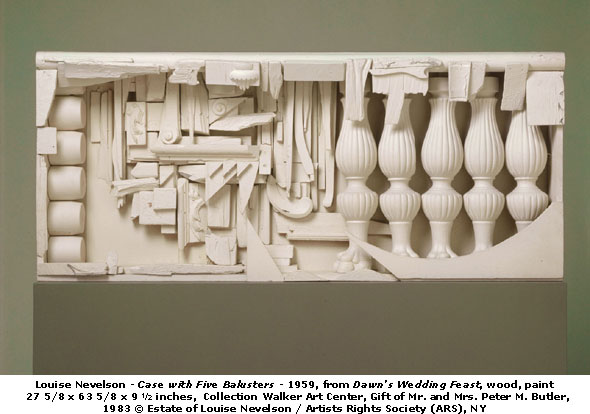 Louise Nevelson - Case with Five Balusters - 1959, from Dawn's Wedding Feast, wood, paint
27 5/8 x 63 5/8 x 9 ½ inches, Collection Walker Art Center, Gift of Mr. and Mrs. Peter M. Butler,
1983 © Estate of Louise Nevelson / Artists Rights Society (ARS), NY